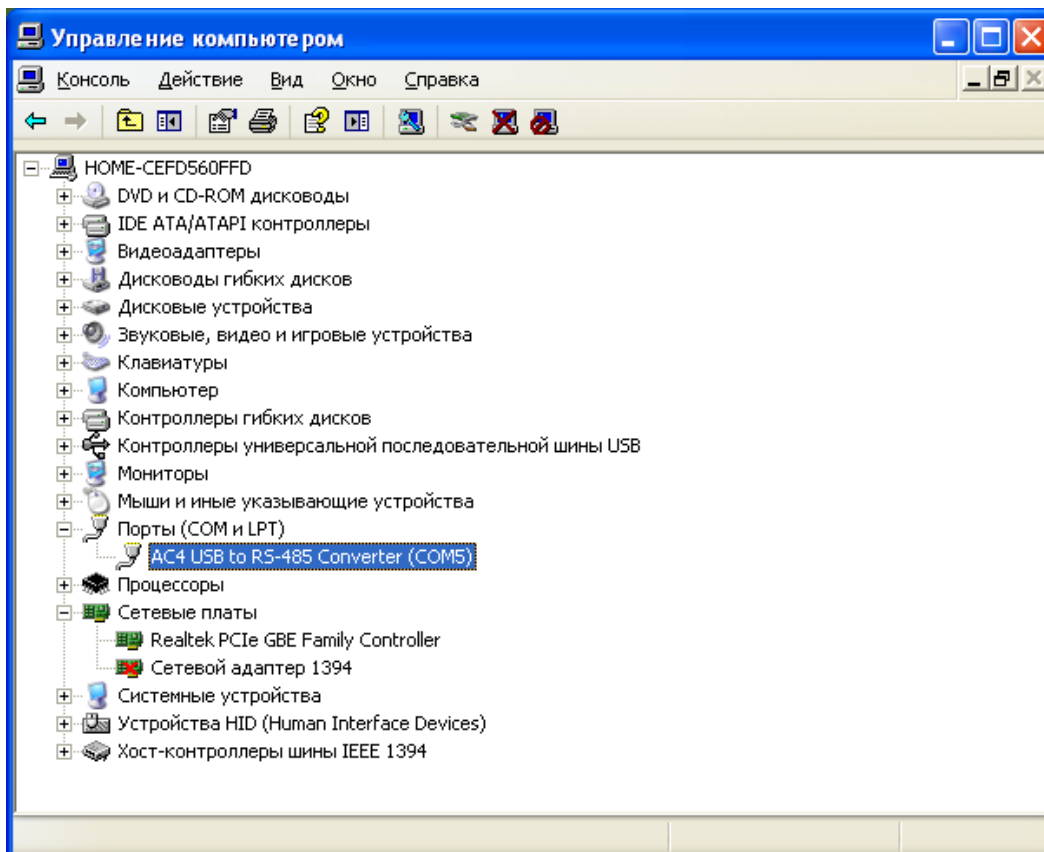 Управление компьютером
Консоль Действие Вид Окно Справка
HOME-CEFD560FFD
DVD и CD-ROM дисководы
IDE ATA/ATAPI контроллеры
Видеоадаптеры
Дисководы гибких дисков
Дисковые устройства
Звуковые, видео и игровые устройства
Клавиатуры
Компьютер
Контроллеры гибких дисков
Контроллеры универсальной последовательной шины USB
Мониторы
Мыши и иные указывающие устройства
Порты (COM и LPT)
AC4 USB to RS-485 Converter (COM5)
Процессоры
Сетевые платы
Realtek PCIe GBE Family Controller
Сетевой адаптер 1394
Системные устройства
Устройства HID (Human Interface Devices)
Хост-контроллеры шины IEEE 1394